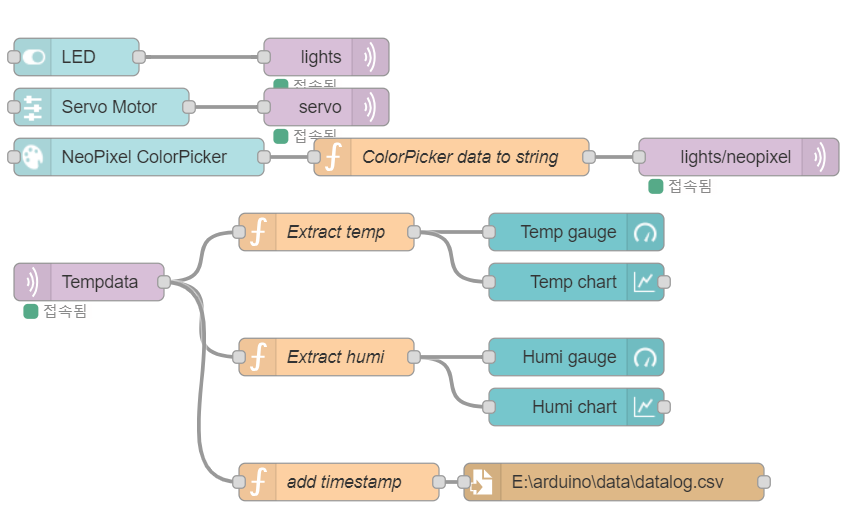 LED
lights
접속됨
Servo Motor
servo
접속됨
NeoPixel ColorPicker
ColorPicker data to string
lights/neopixel
접속됨
Extract temp
Temp gauge
Tempdata
Temp chart
접속됨
Extract humi
Humi gauge
Humi chart
add timestamp
E:\arduino\data\datalog.csv